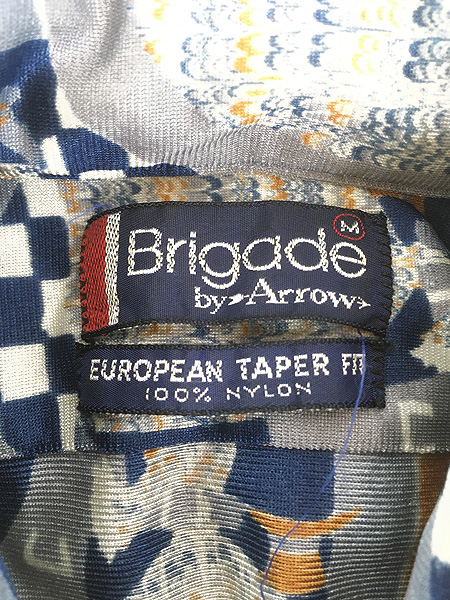 Brigade M
by Arrow
EUROPEAN TAPER FIT
100% NYLON